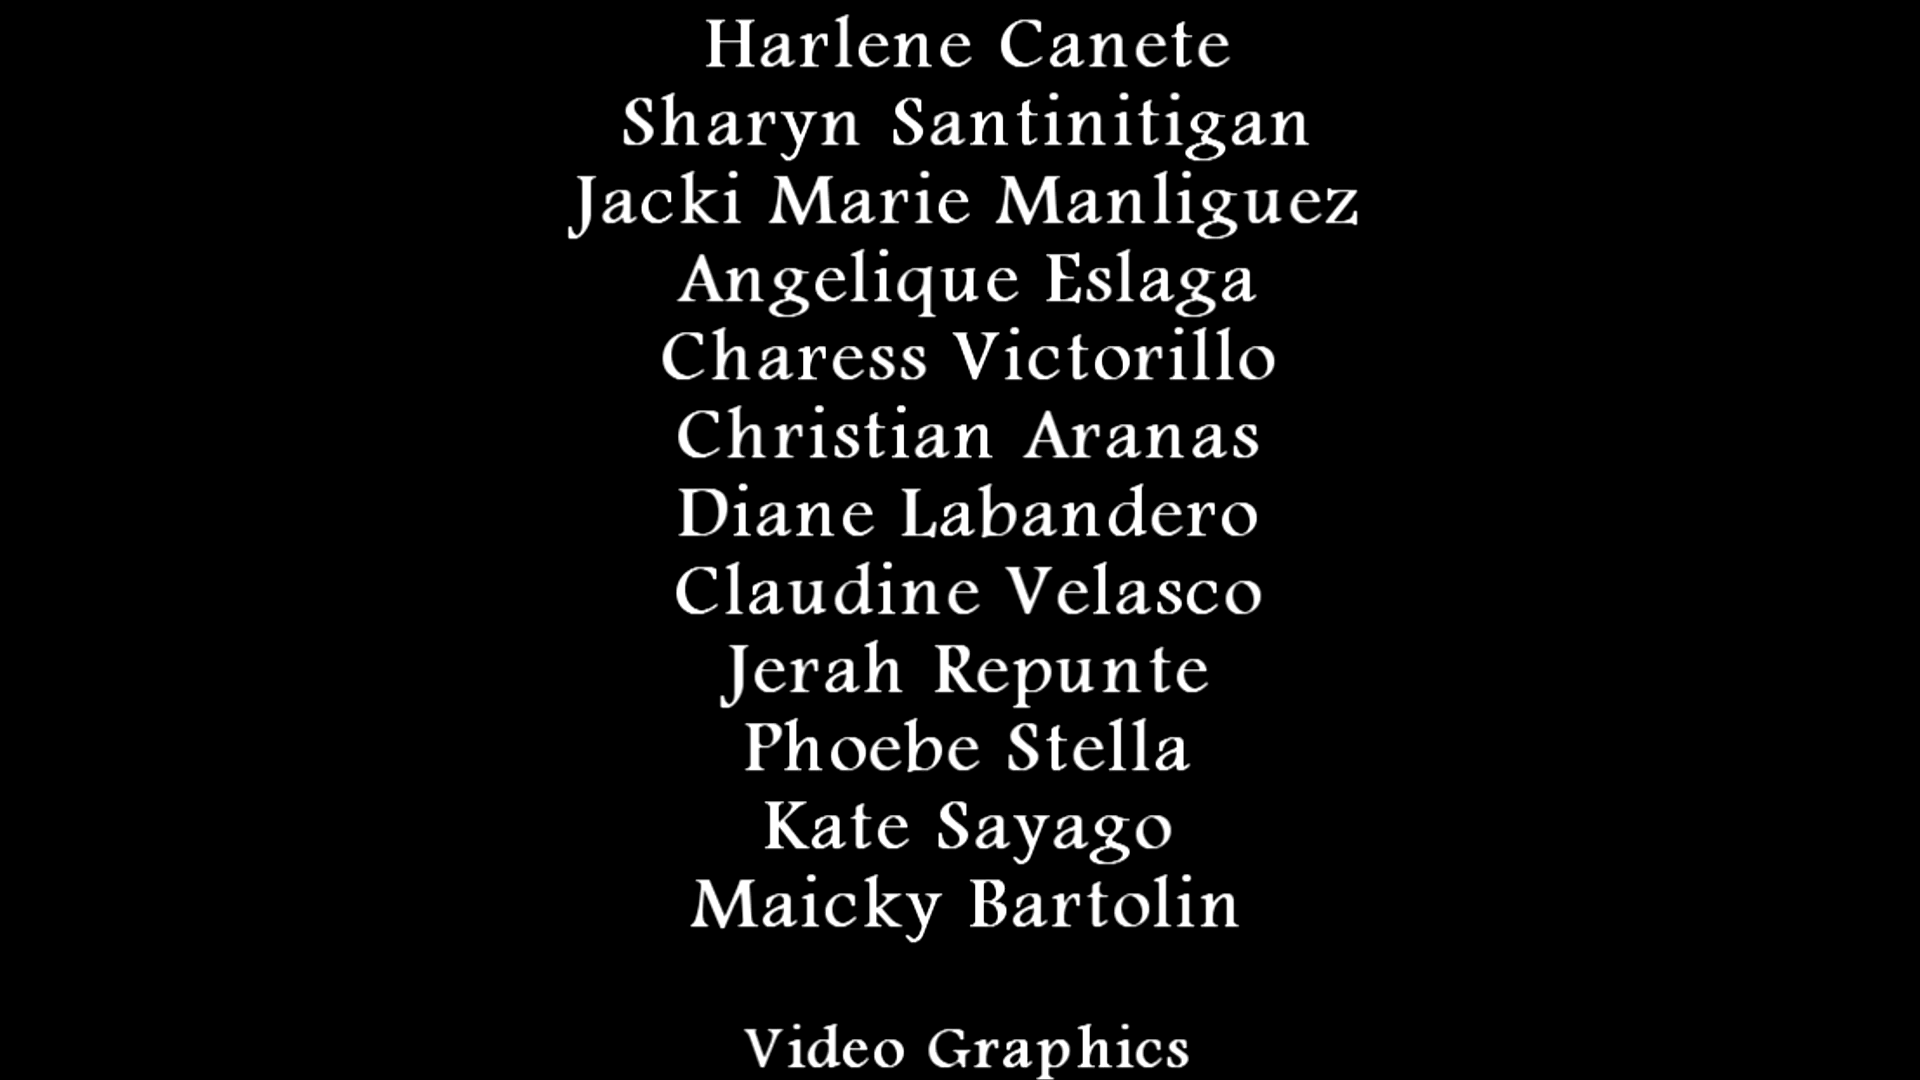 Harlene Canete
Sharyn Santinitigan
Jacki Marie Manliguez
Angelique Eslaga
Charess Victorillo
Christian Aranas
Diane Labandero
Claudine Velasco
Jerah Repunte
Phoebe Stella
Kate Sayago
Maicky Bartolin
Video Graphics